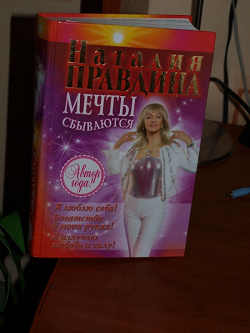 Наталия
ПРАВДИНА
МЕЧТЫ
СБЫВАЮТСЯ
Автор
года!
Я люблю себя!
Богатство
в моих руках!
Я излучаю
любовь и силу!